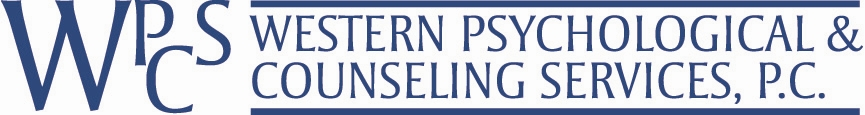 WPCS
WESTERN PSYCHOLOGICAL &
COUNSELING SERVICES, P.C.